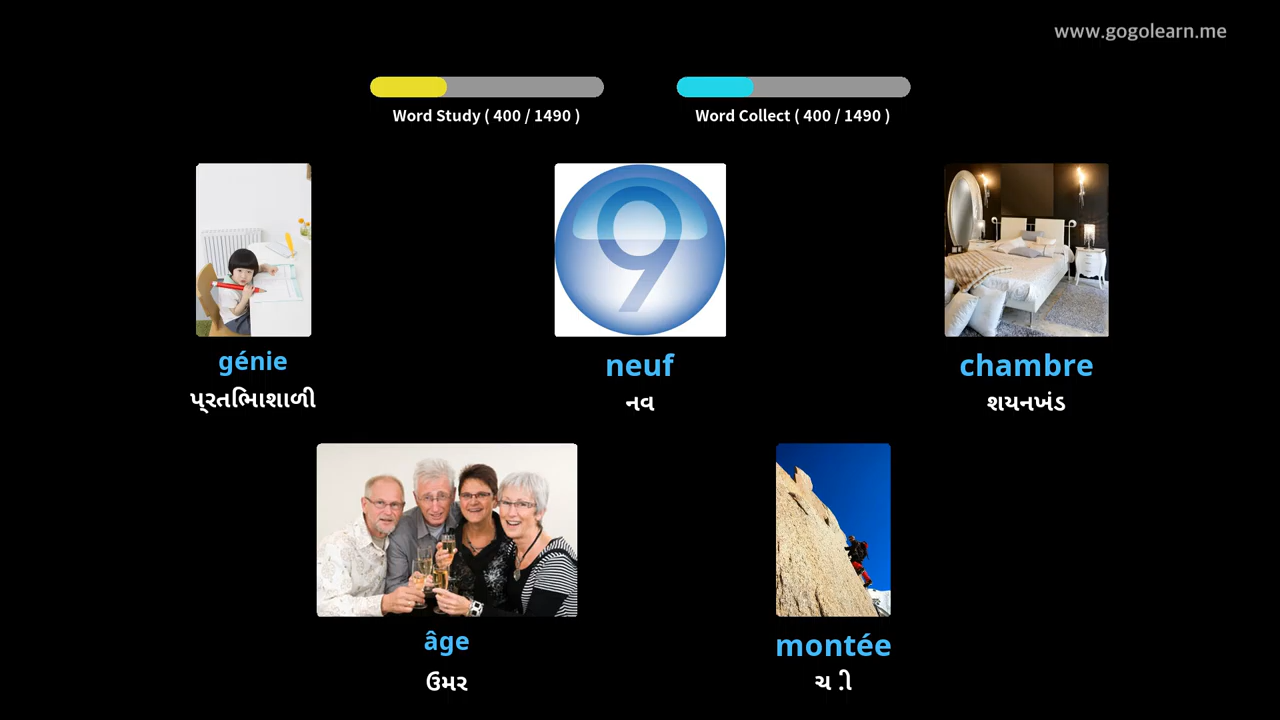 www.gogolearn.me
Word Study ( 400 / 1490 )
Word Collect ( 400 / 1490 )
9
génie
neuf
chambre
પ્રતિભાશાળી
નવ
શયનખંડ
âge
montée
ઉંમર